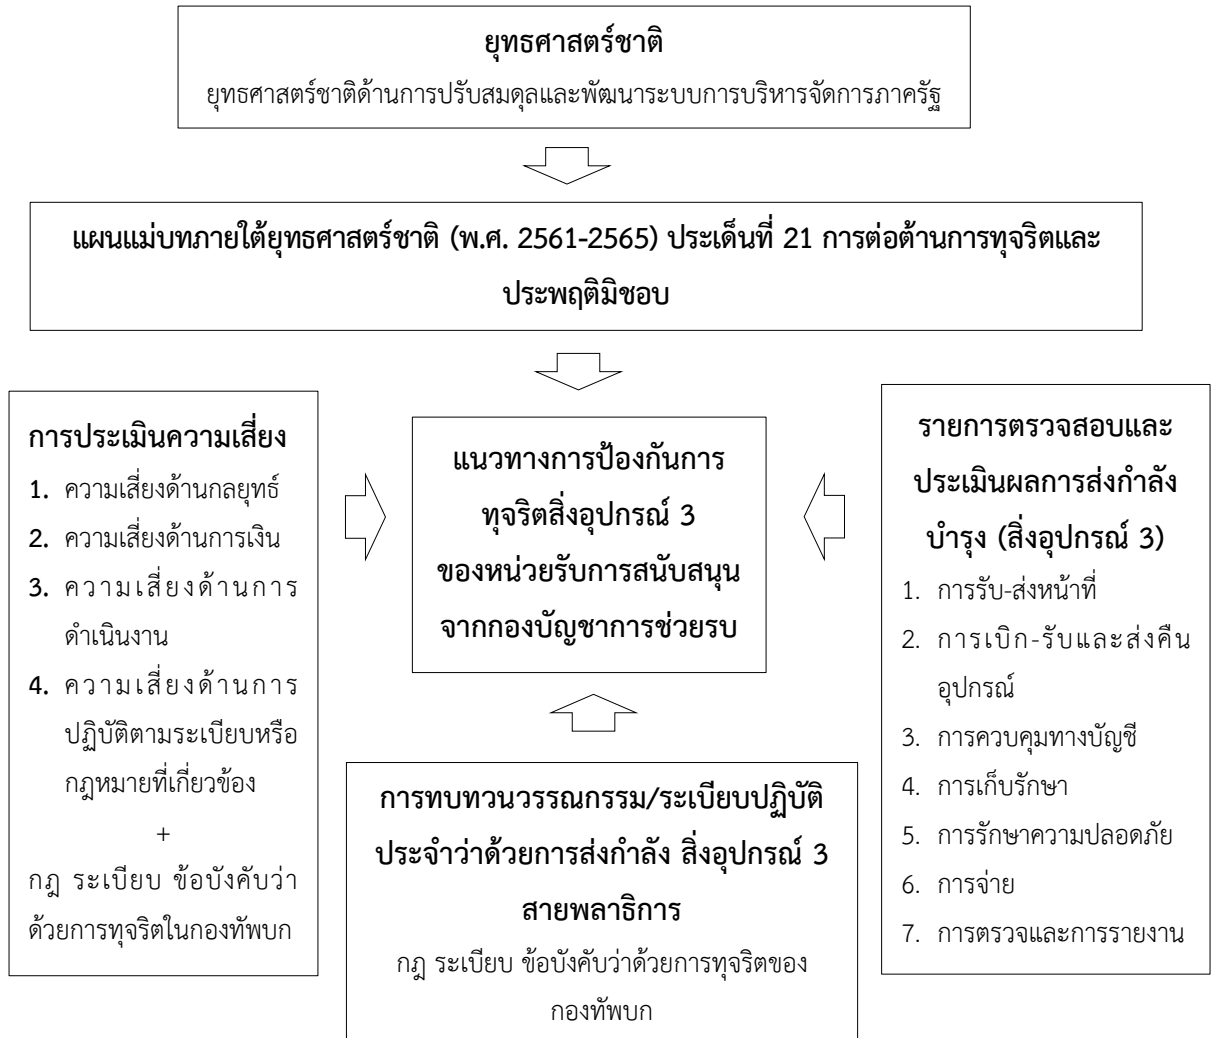 ยุทธศาสตร์ชาติ
ยุทธศาสตร์ชาติด้านการปรับสมดุลและพัฒนาระบบการบริหารจัดการภาครัฐ
แผนแม่บทภายใต้ยุทธศาสตร์ชาติ (พ.ศ. 2561-2565) ประเด็นที่ 21 การต่อต้านการทุจริตและ
ประพฤติมิชอบ
การประเมินความเสี่ยง
1. ความเสี่ยงด้านกลยุทธ์
2. ความเสี่ยงด้านการเงิน
3. ความเสี่ยงด้านการ
ดำเนินงาน
4. ความเสี่ยงด้านการ
ปฏิบัติตามระเบียบหรือ
กฎหมายที่เกี่ยวข้อง
+
กฎ ระเบียบ ข้อบังคับว่า
ด้วยการทุจริตในกองทัพบก
แนวทางการป้องกันการ
ทุจริตสิ่งอุปกรณ์ 3
ของหน่วยรับการสนับสนุน
จากกองบัญชาการช่วยรบ
รายการตรวจสอบและ
ประเมินผลการส่งกำลัง
บำรุง (สิ่งอุปกรณ์ 3)
1. การรับ-ส่งหน้าที่
2. การเบิก-รับและส่งคืน
อุปกรณ์
3. การควบคุมทางบัญชี
4. การเก็บรักษา
5. การรักษาความปลอดภัย
6. การจ่าย
7. การตรวจและการรายงาน
การทบทวนวรรณกรรม/ระเบียบปฏิบัติ
ประจำว่าด้วยการส่งกำลัง สิ่งอุปกรณ์ 3
สายพลาธิการ
กฎ ระเบียบ ข้อบังคับว่าด้วยการทุจริตของ
กองทัพบก